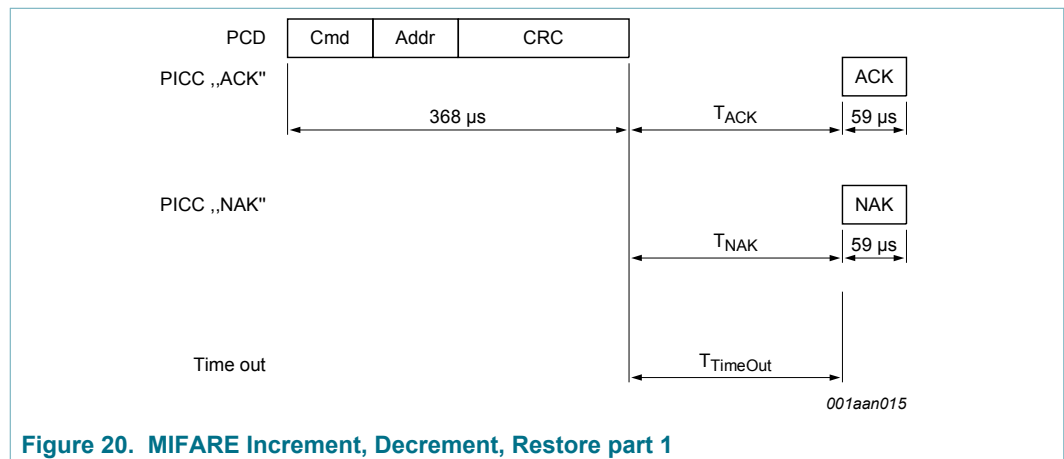 PCD Cmd Addr CRC
PICC ,,ACK" ACK
368 µs TACK 59 µs
PICC ,,NAK" NAK
TNAK 59 µs
Time out TTimeOut
001aan015
Figure 20. MIFARE Increment, Decrement, Restore part 1